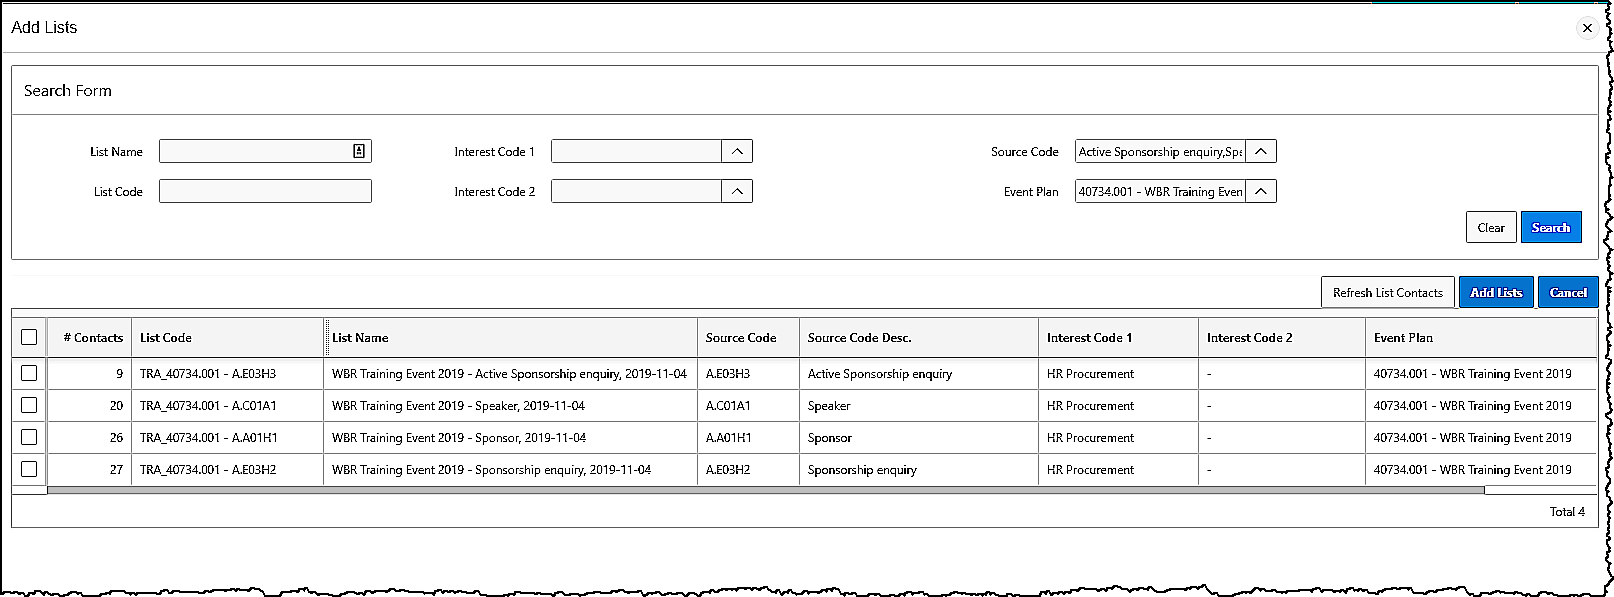 Add Lists
Search Form
List Name Interest Code 1 Source Code Active Sponsorship enquiry,Spe
List Code Interest Code 2 Event Plan 40734.001 - WBR Training Even
Clear Search
Refresh List Contacts Add Lists Cancel
# Contacts List Code List Name Source Code Source Code Desc. Interest Code 1 Interest Code 2 Event Plan
9 TRA_40734.001 - A.E03H3 WBR Training Event 2019 - Active Sponsorship enquiry, 2019-11-04 A.E03H3 Active Sponsorship enquiry HR Procurement - 40734.001 - WBR Training Event 2019
20 TRA_40734.001 - A.C01A1 WBR Training Event 2019 - Speaker, 2019-11-04 A.C01A1 Speaker HR Procurement - 40734.001 - WBR Training Event 2019
26 TRA_40734.001 - A.A01H1 WBR Training Event 2019 - Sponsor, 2019-11-04 A.A01H1 Sponsor HR Procurement - 40734.001 - WBR Training Event 2019
27 TRA_40734.001 - A.E03H2 WBR Training Event 2019 - Sponsorship enquiry, 2019-11-04 A.E03H2 Sponsorship enquiry HR Procurement - 40734.001 - WBR Training Event 2019
Total 4